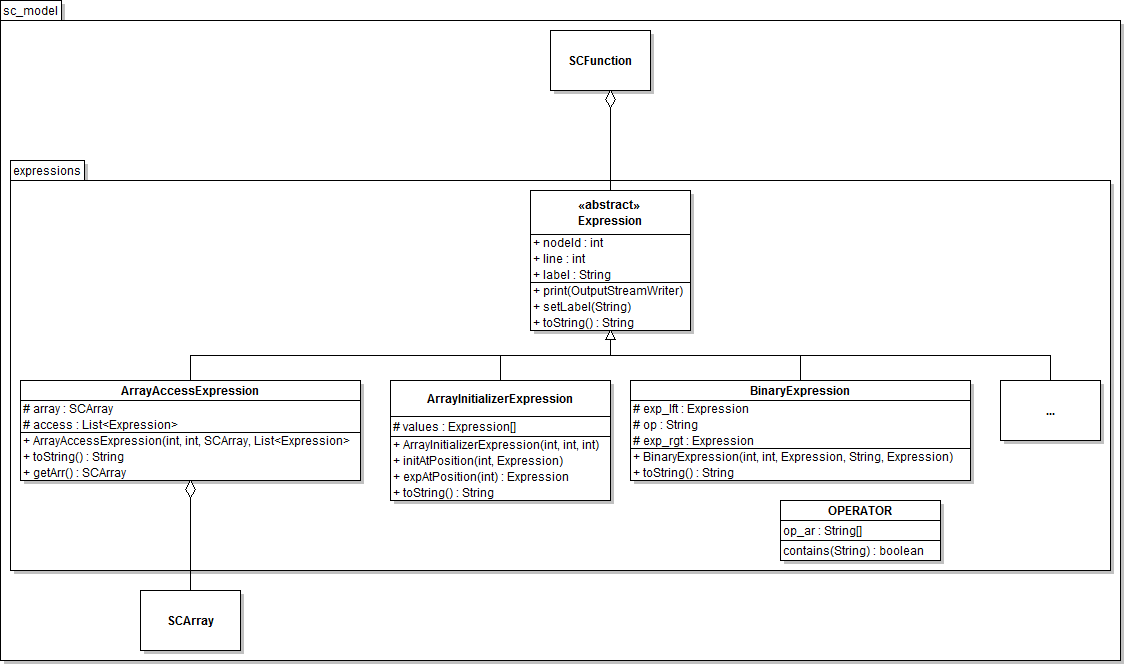 sc_model
SCFunction
expressions
«abstract»
Expression
+ nodeId : int
+ line : int
+ label : String
+ print(OutputStreamWriter)
+ setLabel(String)
+ toString() : String
ArrayAccessExpression
# array : SCArray
# access : List<Expression>
+ ArrayAccessExpression(int, int, SCArray, List<Expression>
+ toString() : String
+ getArr() : SCArray
ArrayInitializerExpression
# values : Expression[]
+ ArrayInitializerExpression(int, int, int)
+ initAtPosition(int, Expression)
+ expAtPosition(int) : Expression
+ toString() : String
BinaryExpression
# exp_lft : Expression
# op : String
# exp_rgt : Expression
+ BinaryExpression(int, int, Expression, String, Expression)
+ toString() : String
...
OPERATOR
op_ar : String[]
contains(String) : boolean
SCArray